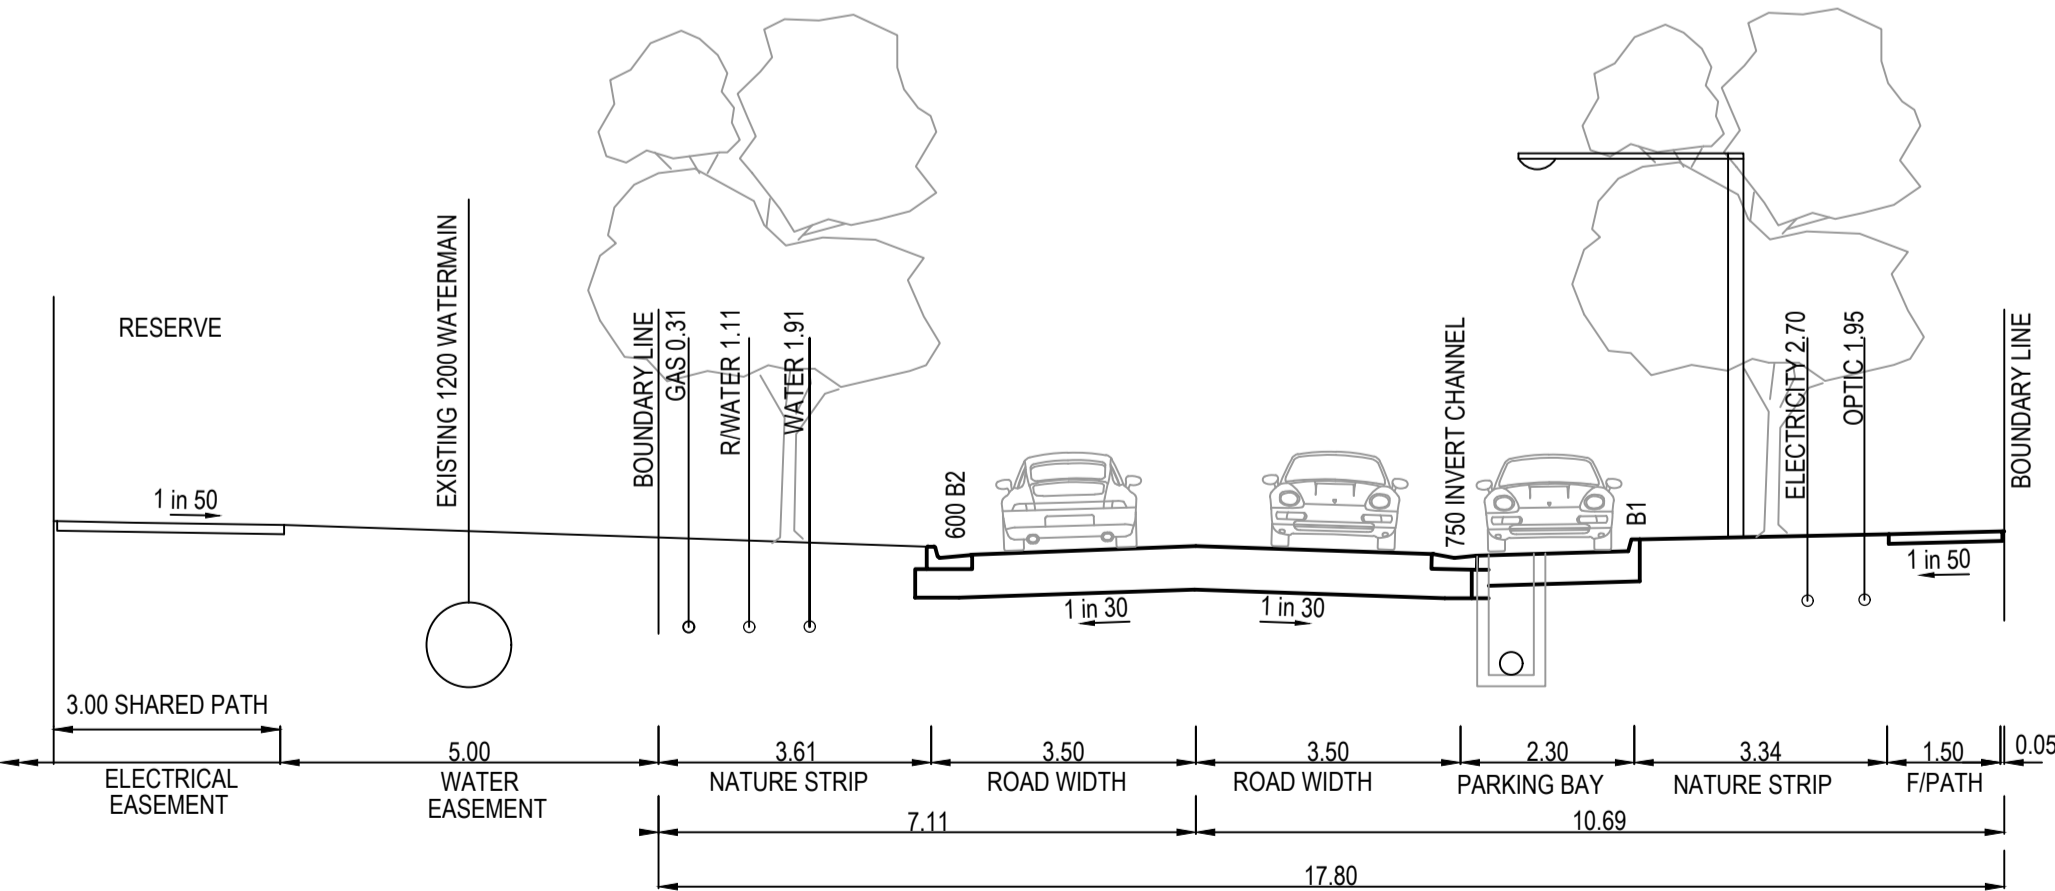 RESERVE
EXISTING 1200 WATERMAIN
BOUNDARY LINE
GAS 0.31
R/WATER 1.11
WATER 1.91
750 INVERT CHANNEL
ELECTRICITY 2.70
OPTIC 1.95
BOUNDARY LINE
600 B2
B1
1 in 50
1 in 50
1 in 30
1 in 30
3.00 SHARED PATH
5.00
3.61
3.50
3.50
2.30
3.34
1.50
0.05
ELECTRICAL
EASEMENT
WATER
EASEMENT
NATURE STRIP
ROAD WIDTH
ROAD WIDTH
PARKING BAY
NATURE STRIP
F/PATH
7.11
10.69
17.80